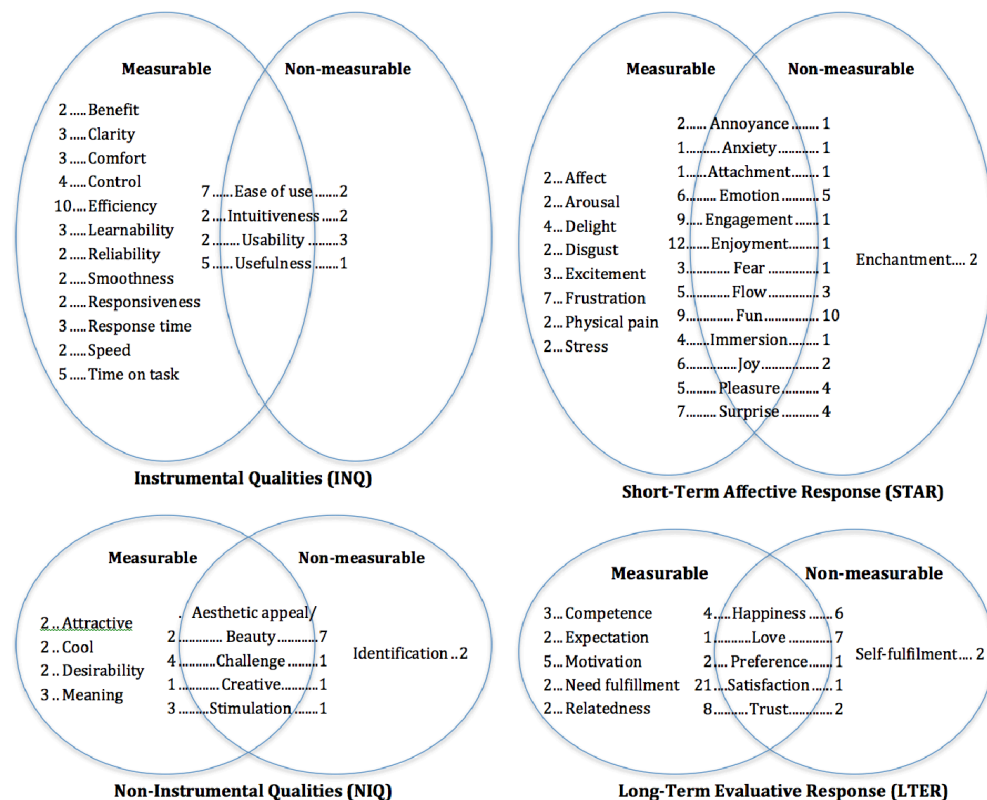 Measurable
Non-measurable
2.....Benefit
3.....Clarity
3.....Comfort
4.....Control
10.....Efficiency
3.....Learnability
2.....Reliability
2.....Smoothness
2.....Responsiveness
3.....Response time
2.....Speed
5.....Time on task
7......Ease of use.....2
2.....Intuitiveness.....2
2........Usability........3
5......Usefulness......1
Instrumental Qualities (INQ)
Measurable
Non-measurable
2...Affect
2...Arousal
4...Delight
2...Disgust
3...Excitement
7...Frustration
2...Physical pain
2...Stress
2......Annoyance........1
1..........Anxiety..........1
1.......Attachment.......1
6.........Emotion.........5
9.......Engagement......1
12.......Enjoyment.......1
3............Fear............1
5............Flow............3
9............Fun............10
4........Immersion.......1
6.............Joy.............2
5.........Pleasure.........4
7.........Surprise.........4
Enchantment.... 2
Short-Term Affective Response (STAR)
Measurable
Non-measurable
2...Attractive
2...Cool
2...Desirability
3...Meaning
. Aesthetic appeal/
2............Beauty........7
4.........Challenge........1
1..........Creative.........1
3........Stimulation.......1
Identification ..2
Non-Instrumental Qualities (NIQ)
Measurable
Non-measurable
3...Competence
2...Expectation
5...Motivation
2...Need fulfillment
2...Relatedness
4.....Happiness....6
1..........Love.........7
2.....Preference.....1
21....Satisfaction....1
8.........Trust.........2
Self-fulfilment.... 2
Long-Term Evaluative Response (LTER)